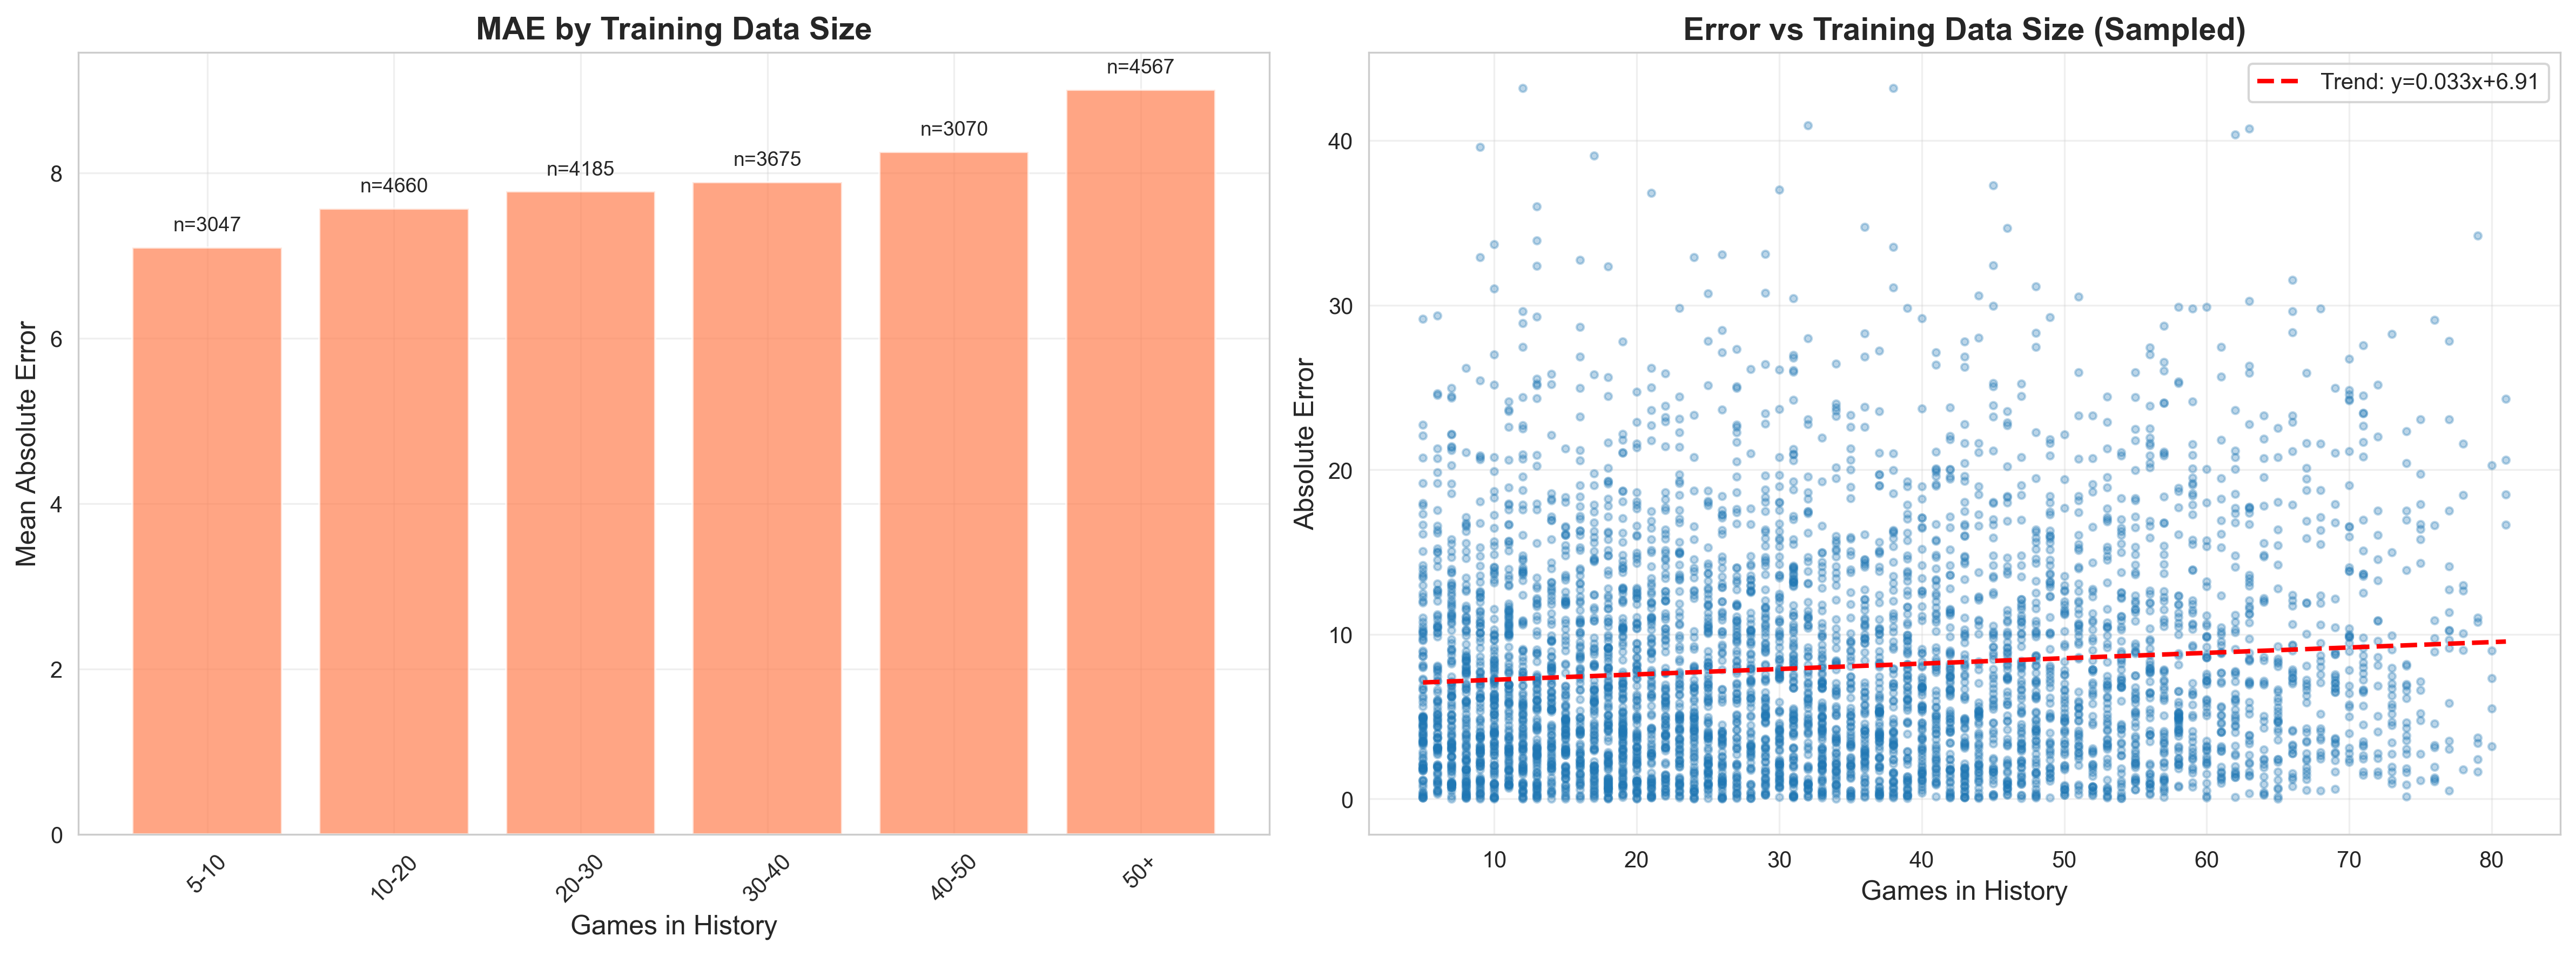 MAE by Training Data Size
n=3047
n=4660
n=4185
n=3675
n=3070
n=4567
Mean Absolute Error
8
6
4
2
0
5-10
10-20
20-30
30-40
40-50
50+
Games in History
Error vs Training Data Size (Sampled)
Trend: y=0.033x+6.91
Absolute Error
40
30
20
10
0
10
20
30
40
50
60
70
80
Games in History